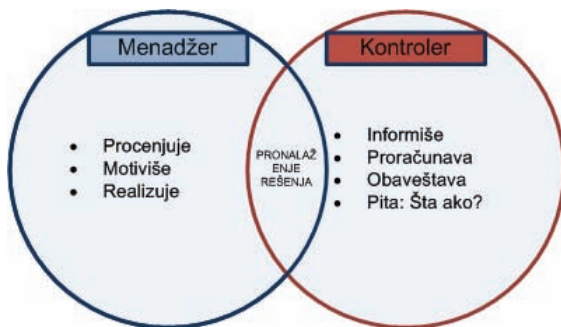 Menadžer
Kontroler
• Procenjuje
• Motiviše
• Realizuje
PRONALAŽ
ENJE
REŠENJA
• Informiše
• Proračunava
• Obaveštava
• Pita: Šta ako?